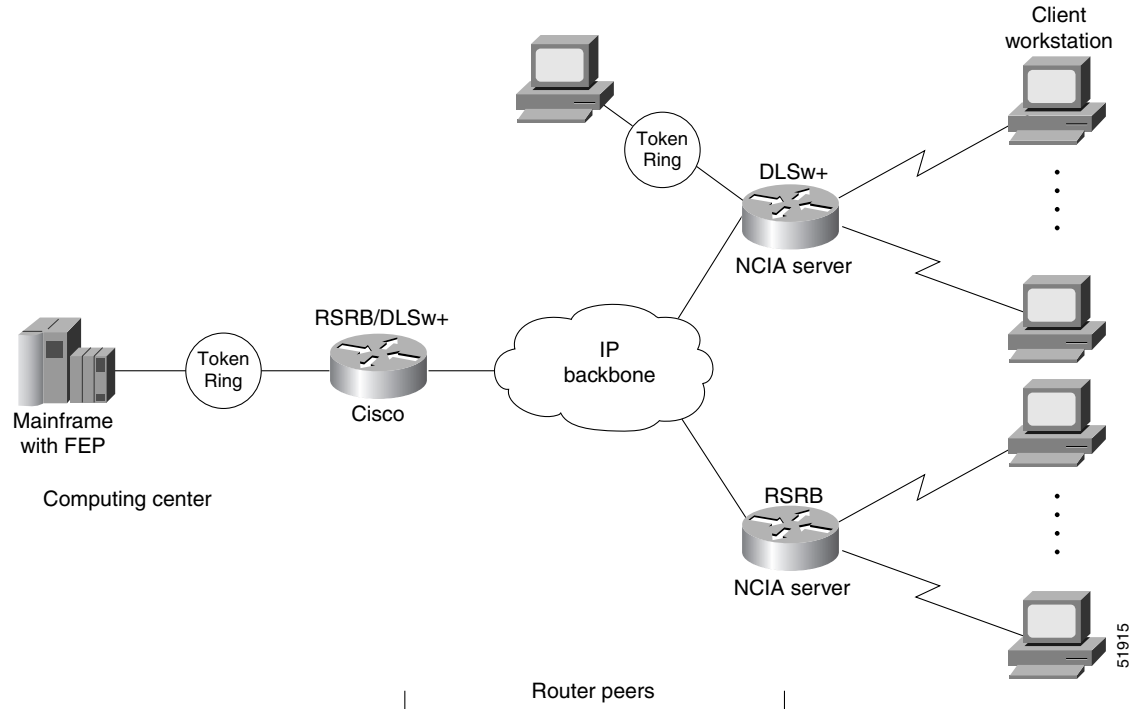 Client
workstation
Token
Ring
DLSw+
NCIA server
RSRB/DLSw+
Token
Ring
IP
backbone
Cisco
Mainframe
with FEP
Computing center
RSRB
NCIA server
51915
Router peers